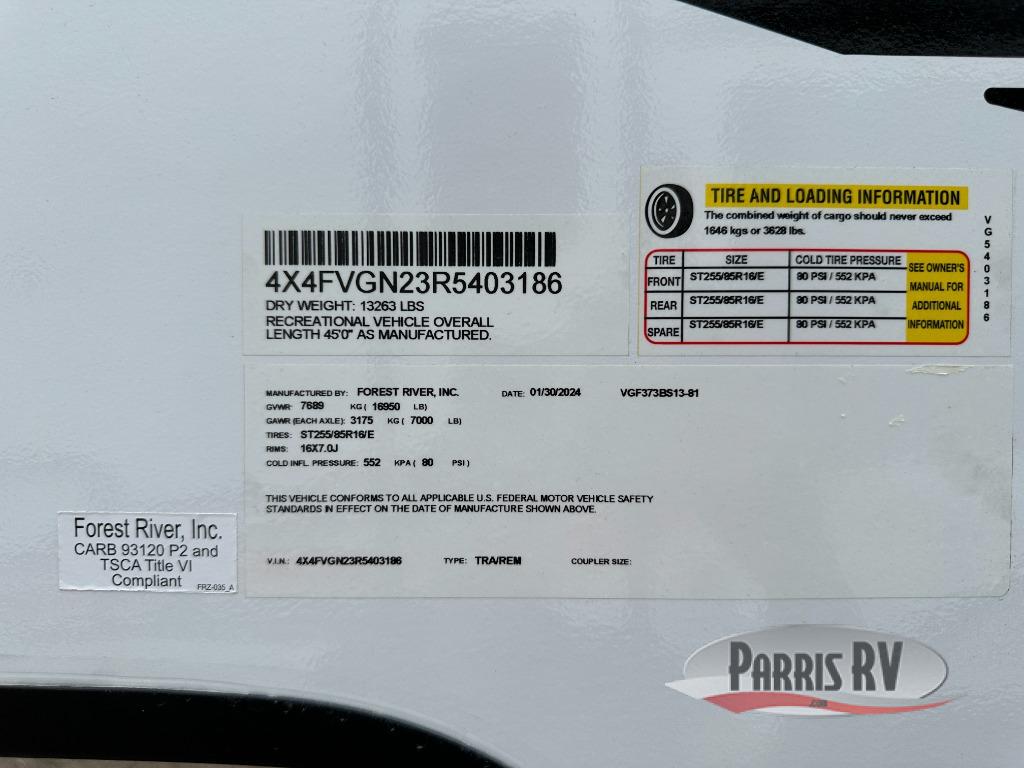 4X4FVGN23R5403186
DRY WEIGHT: 13263 LBS
RECREATIONAL VEHICLE OVERALL
LENGTH 45'0" AS MANUFACTURED.
TIRE AND LOADING INFORMATION
The combined weight of cargo should never exceed
1646 kgs or 3628 lbs.
TIRE SIZE COLD TIRE PRESSURE
FRONT ST255/85R16/E 80 PSI / 552 KPA
REAR ST255/85R16/E 80 PSI / 552 KPA
SPARE ST255/85R16/E 80 PSI / 552 KPA
SEE OWNER'S
MANUAL FOR
ADDITIONAL
INFORMATION
VG5403186
MANUFACTURED BY: FOREST RIVER, INC. DATE: 01/30/2024 VGF373BS13-81
GVWR: 7689 KG ( 16950 LB)
GAWR (EACH AXLE): 3175 KG ( 7000 LB)
TIRES: ST255/85R16/E
RIMS: 16X7.0J
COLD INFL. PRESSURE: 552 KPA ( 80 PSI )
THIS VEHICLE CONFORMS TO ALL APPLICABLE U.S. FEDERAL MOTOR VEHICLE SAFETY
STANDARDS IN EFFECT ON THE DATE OF MANUFACTURE SHOWN ABOVE.
V.I.N.: 4X4FVGN23R5403186 TYPE: TRA/REM COUPLER SIZE:
Forest River, Inc.
CARB 93120 P2 and
TSCA Title VI
Compliant
FRZ-035_A
PARRIS RV
.com